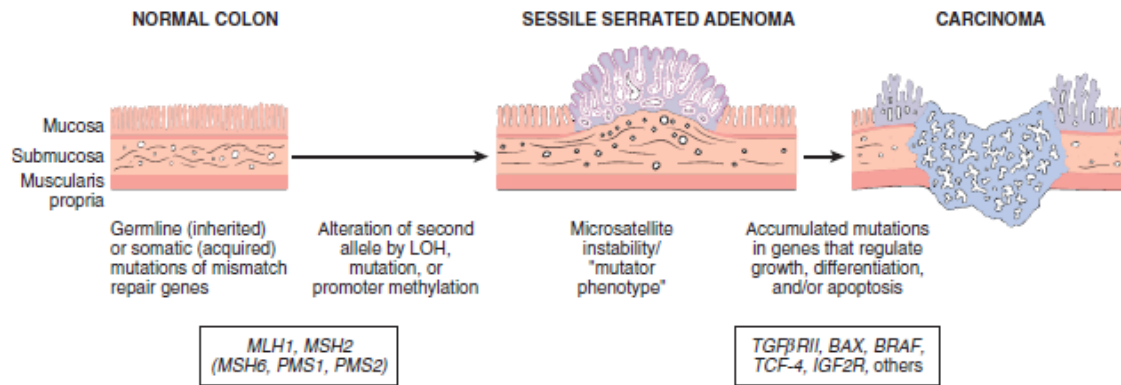 NORMAL COLON
SESSILE SERRATED ADENOMA
CARCINOMA
Mucosa
Submucosa
Muscularis
propria
Germline (inherited)
or somatic (acquired)
mutations of mismatch
repair genes
Alteration of second
allele by LOH,
mutation, or
promoter methylation
Microsatellite
instability/
"mutator
phenotype"
Accumulated mutations
in genes that regulate
growth, differentiation,
and/or apoptosis
MLH1, MSH2
(MSH6, PMS1, PMS2)
TGFβRII, BAX, BRAF,
TCF-4, IGF2R, others